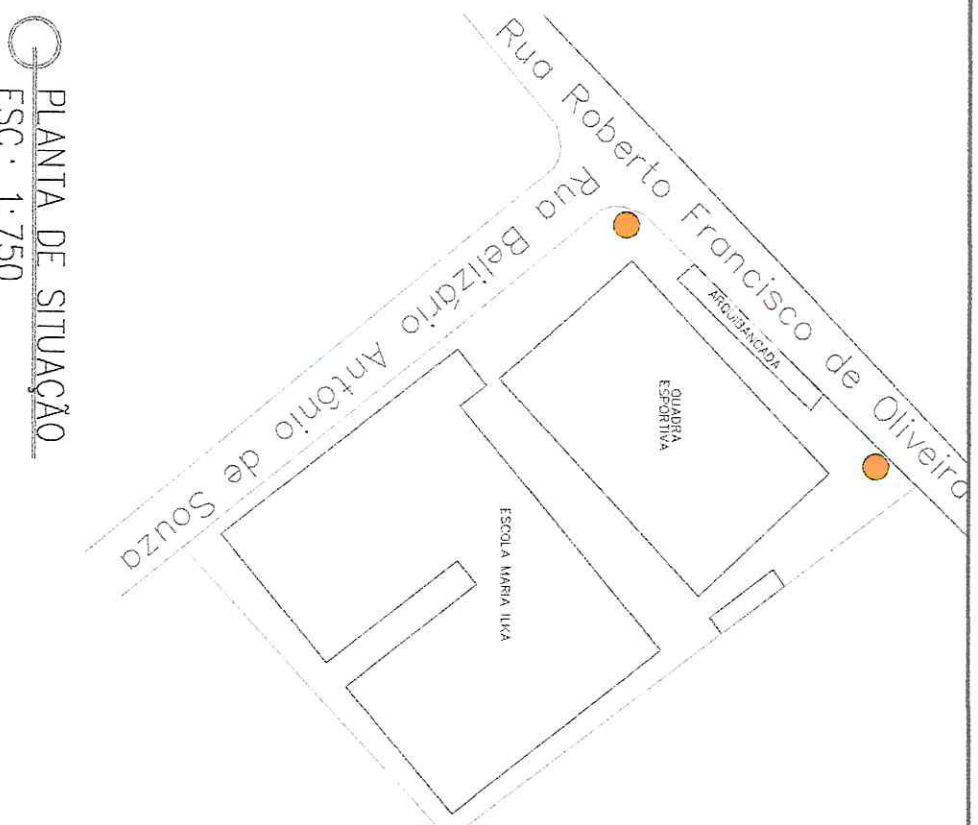 Rua Roberto Francisco de Oliveira
Rua Belizário Antônio de Souza
ARQUIBANCADA
QUADRA
ESPORTIVA
ESCOLA MARIA ILKA
PLANTA DE SITUAÇÃO
ESC.: 1:750